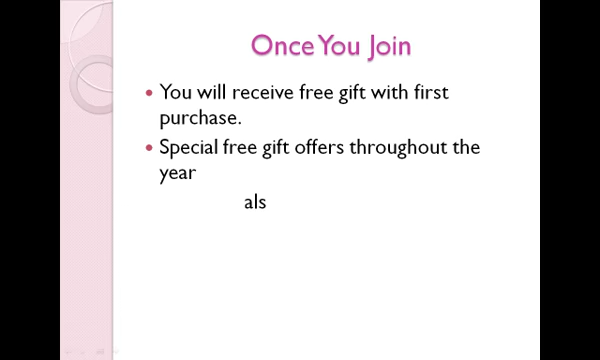 Once You Join
• You will receive free gift with first
purchase.
• Special free gift offers throughout the
year
als